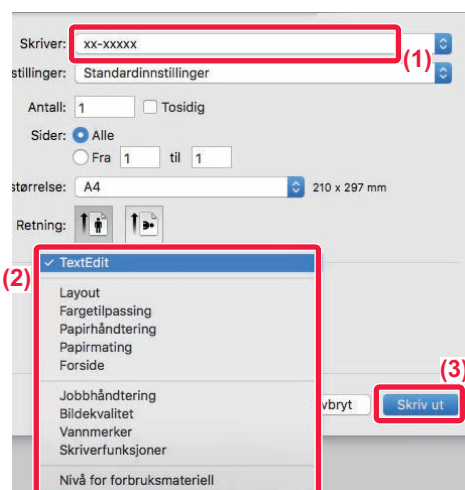 Skriver: xx-xxxxx
(1)
stillinger: Standardinnstillinger
Antall: 1 Tosidig
Sider: Alle
Fra 1 til 1
størrelse: A4 210 x 297 mm
Retning:
(2)
✓ TextEdit
Layout
Fargetilpassing
Papirhåndtering
Papirmating
Forside
(3)
Jobbhåndtering
Bildekvalitet
Vannmerker
Skriverfunksjoner
vbryt Skriv ut
Nivå for forbruksmateriell